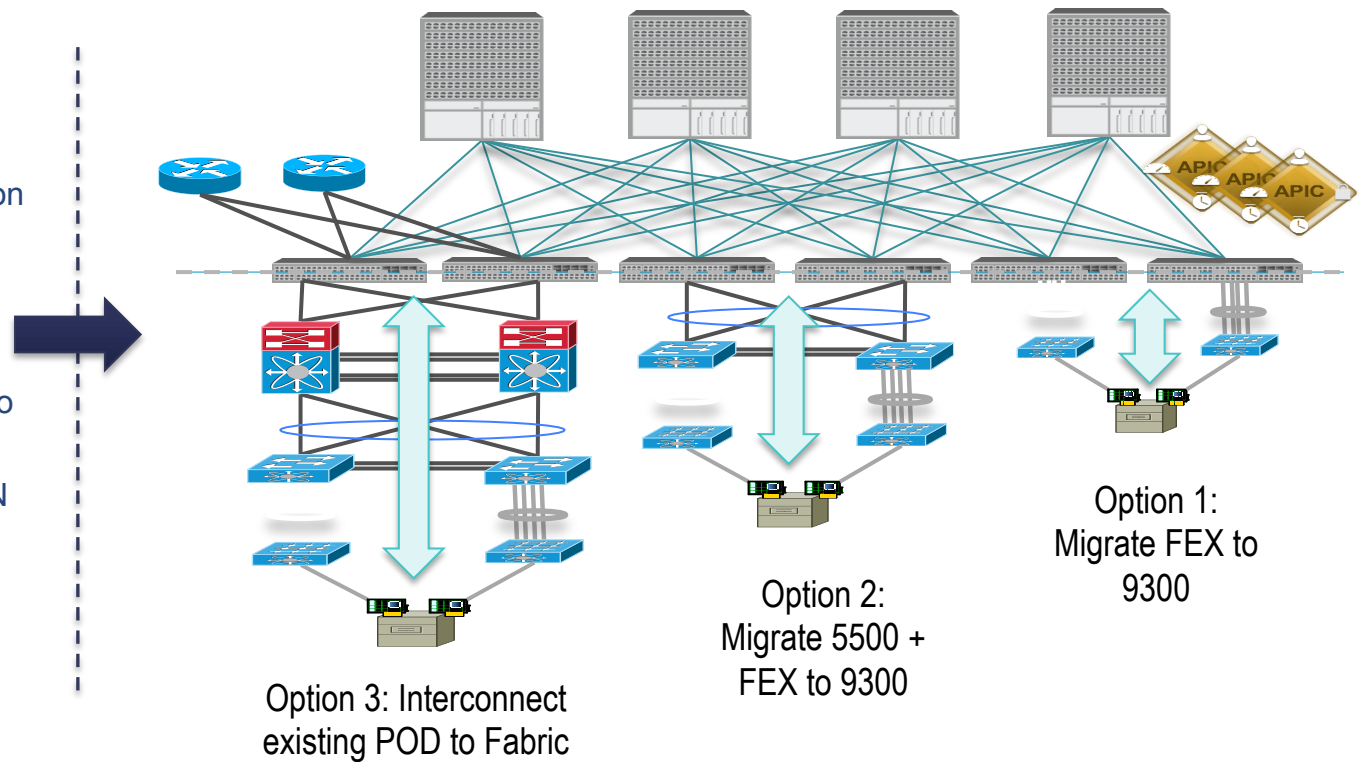 on
o
N
APIC
APIC
APIC
Option 1:
Migrate FEX to
9300
Option 2:
Migrate 5500 +
FEX to 9300
Option 3: Interconnect
existing POD to Fabric